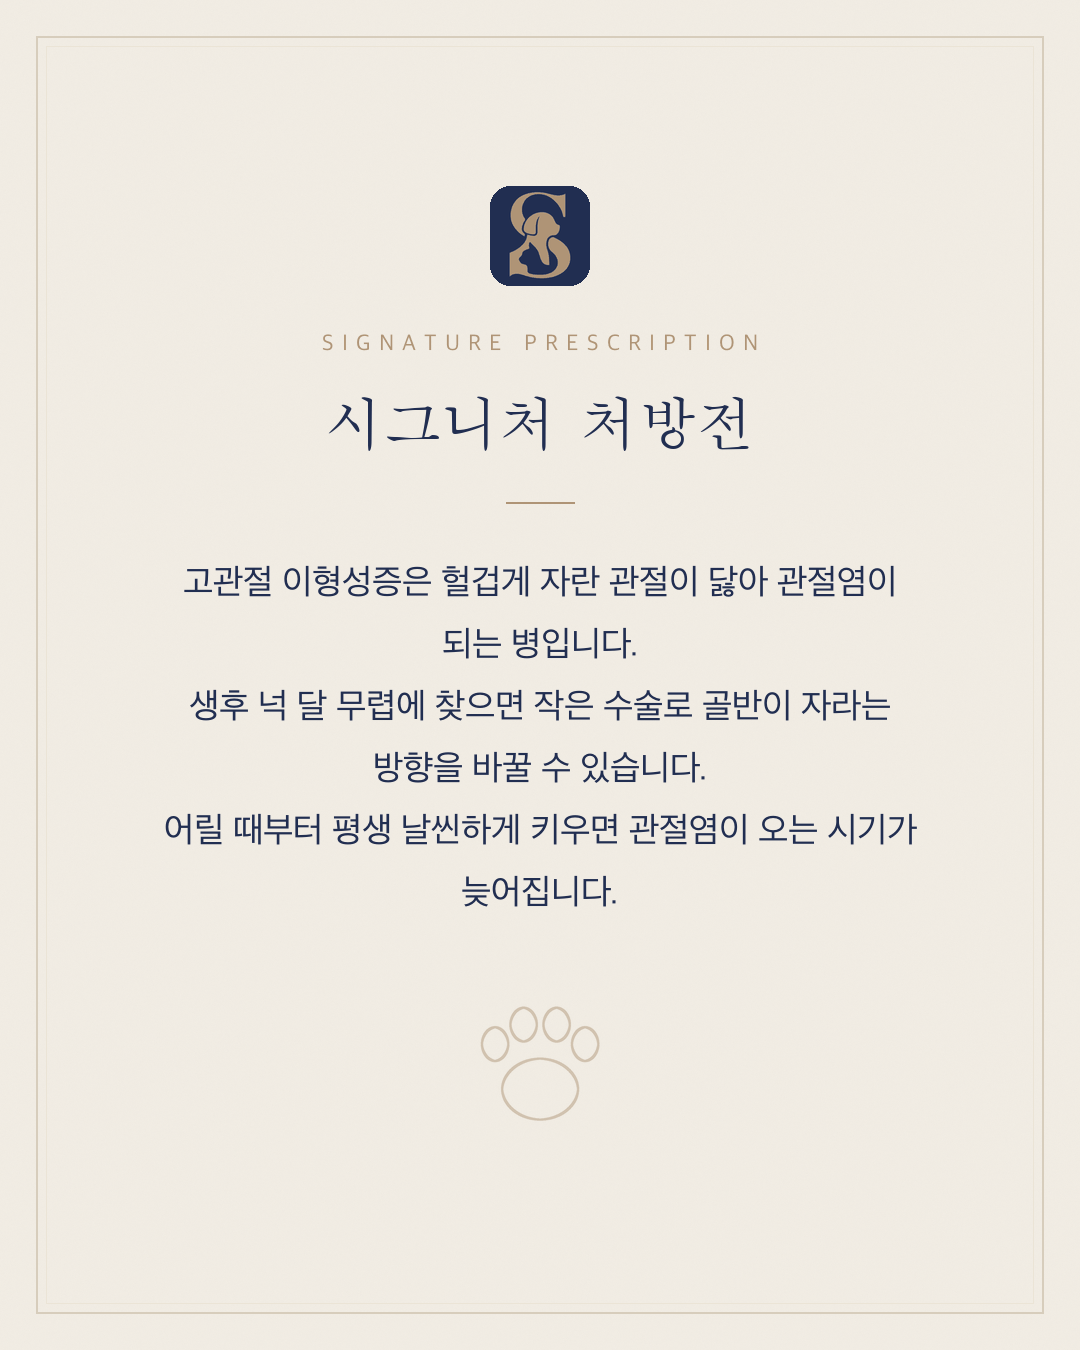 S
SIGNATURE PRESCRIPTION
시그니처 처방전
고관절 이형성증은 헐겁게 자란 관절이 닳아 관절염이
되는 병입니다.
생후 넉 달 무렵에 찾으면 작은 수술로 골반이 자라는
방향을 바꿀 수 있습니다.
어릴 때부터 평생 날씬하게 키우면 관절염이 오는 시기가
늦어집니다.